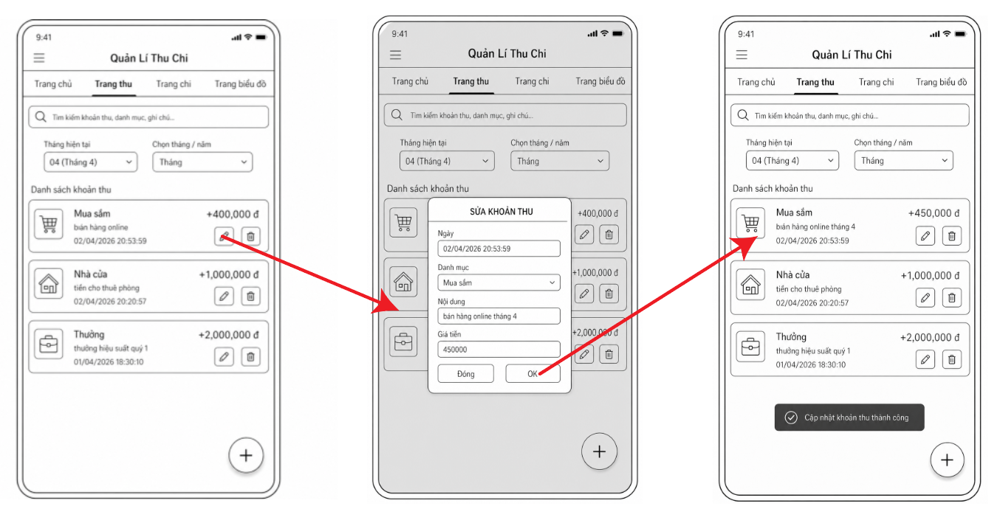 9:41
Quản Lí Thu Chi
Trang chủ Trang thu Trang chi Trang biểu đồ
Tìm kiếm khoản thu, danh mục, ghi chú...
Tháng hiện tại Chọn tháng / năm
04 (Tháng 4) Tháng
Danh sách khoản thu
Mua sắm +400,000 đ
bán hàng online
02/04/2026 20:53:59
Nhà cửa +1,000,000 đ
tiền cho thuê phòng
02/04/2026 20:20:57
Thưởng +2,000,000 đ
thưởng hiệu suất quý 1
01/04/2026 18:30:10
+
9:41
Quản Lí Thu Chi
Trang chủ Trang thu Trang chi Trang biểu đồ
Tìm kiếm khoản thu, danh mục, ghi chú...
Tháng hiện tại Chọn tháng / năm
04 (Tháng 4) Tháng
Danh sách khoản thu
+400,000 đ
+1,000,000 đ
+2,000,000 đ
SỬA KHOẢN THU
Ngày
02/04/2026 20:53:59
Danh mục
Mua sắm
Nội dung
bán hàng online tháng 4
Giá tiền
450000
Đóng OK
+
9:41
Quản Lí Thu Chi
Trang chủ Trang thu Trang chi Trang biểu đồ
Tìm kiếm khoản thu, danh mục, ghi chú...
Tháng hiện tại Chọn tháng / năm
04 (Tháng 4) Tháng
Danh sách khoản thu
Mua sắm +450,000 đ
bán hàng online tháng 4
02/04/2026 20:53:59
Nhà cửa +1,000,000 đ
tiền cho thuê phòng
02/04/2026 20:20:57
Thưởng +2,000,000 đ
thưởng hiệu suất quý 1
01/04/2026 18:30:10
Cập nhật khoản thu thành công
+